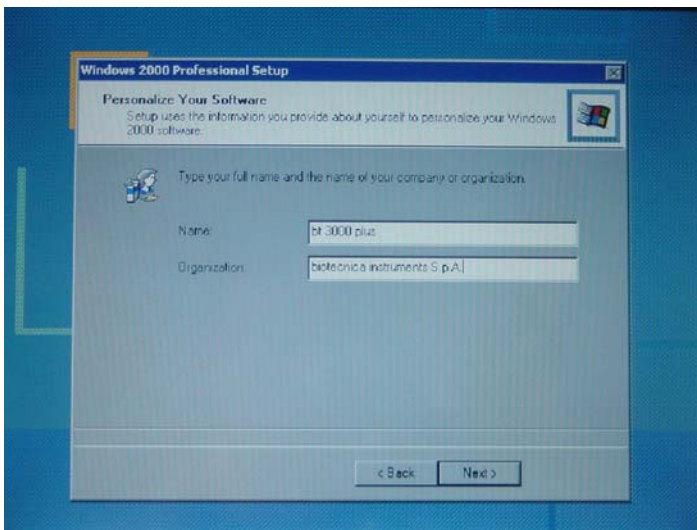 Windows 2000 Professional Setup
Personalize Your Software
Setup uses the information you provide about yourself to personalize your Windows
2000 software.
Type your full name and the name of your company or organization.
Name:
bt 3000 plus
Organization:
biotecnica instruments S.p.A.
< Back
Next >